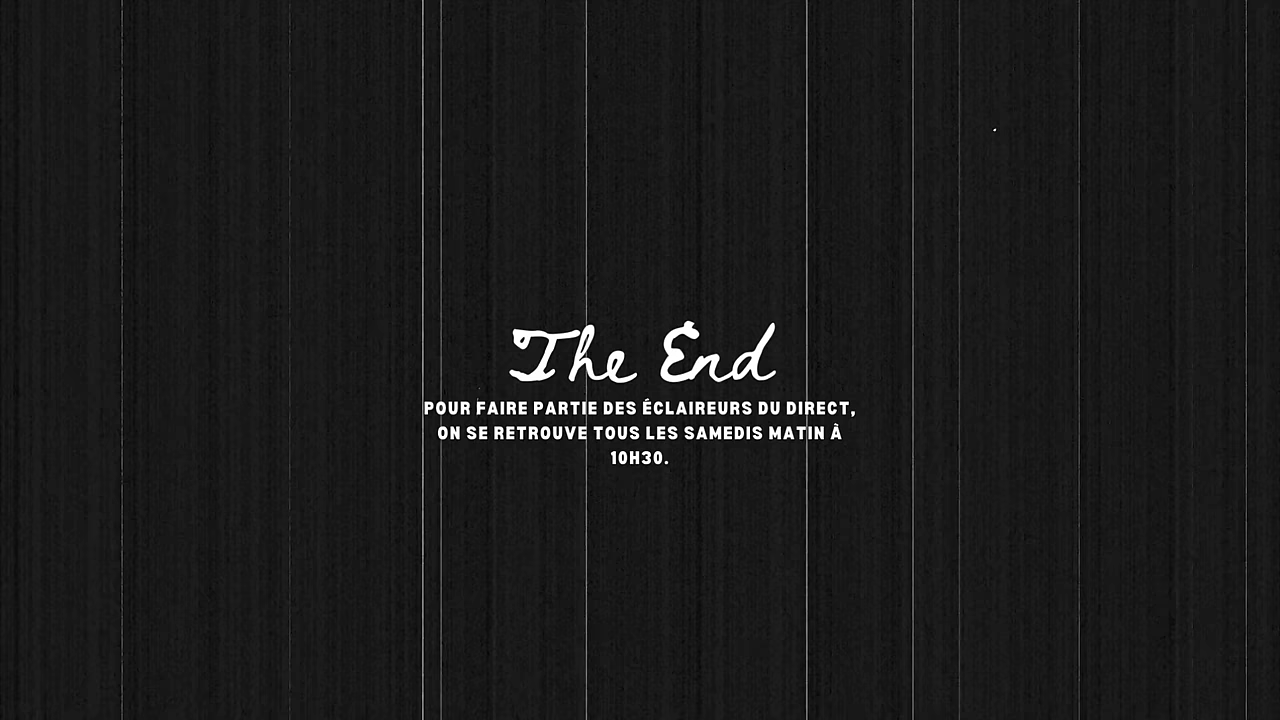 The End
POUR FAIRE PARTIE DES ÉCLAIREURS DU DIRECT,
ON SE RETROUVE TOUS LES SAMEDIS MATIN À
10H30.